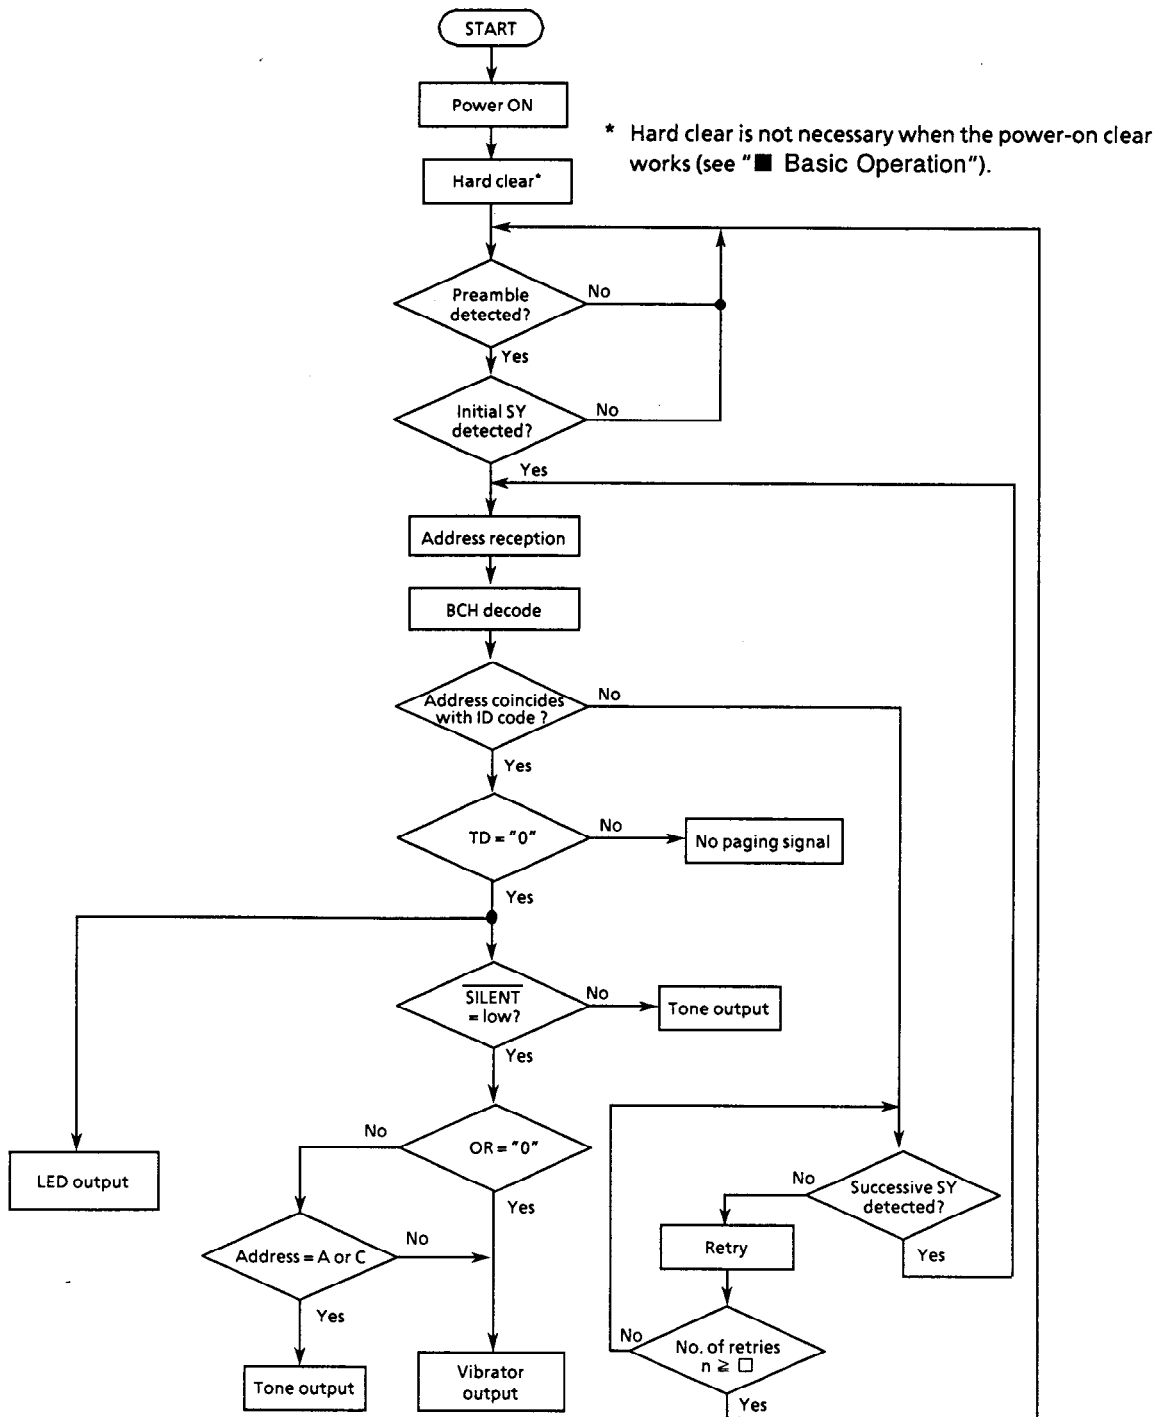 START
Power ON
* Hard clear is not necessary when the power-on clear
works (see "■ Basic Operation").
Hard clear*
Preamble
detected?
No
Yes
Initial SY
detected?
No
Yes
Address reception
BCH decode
Address coincides
with ID code ?
No
Yes
TD = "0"
No
No paging signal
Yes
SILENT
= low?
No
Tone output
Yes
OR = "0"
No
Yes
LED output
Successive SY
detected?
No
Yes
Retry
Address = A or C
No
Yes
No. of retries
n ≧ □
No
Yes
Tone output
Vibrator
output